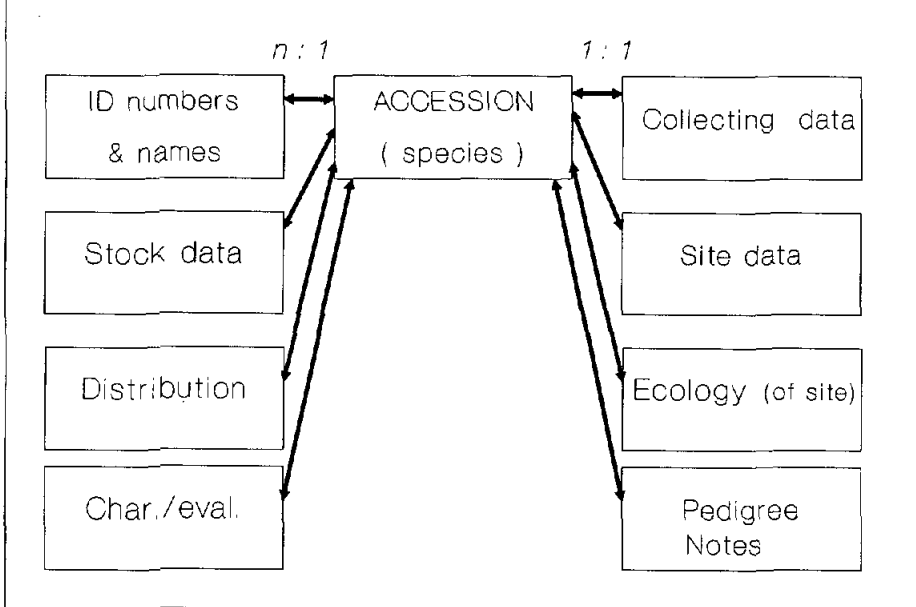 n : 1
1 : 1
ID numbers
& names
ACCESSION
( species )
Collecting data
Stock data
Site data
Distribution
Ecology (of site)
Char./eval.
Pedigree
Notes